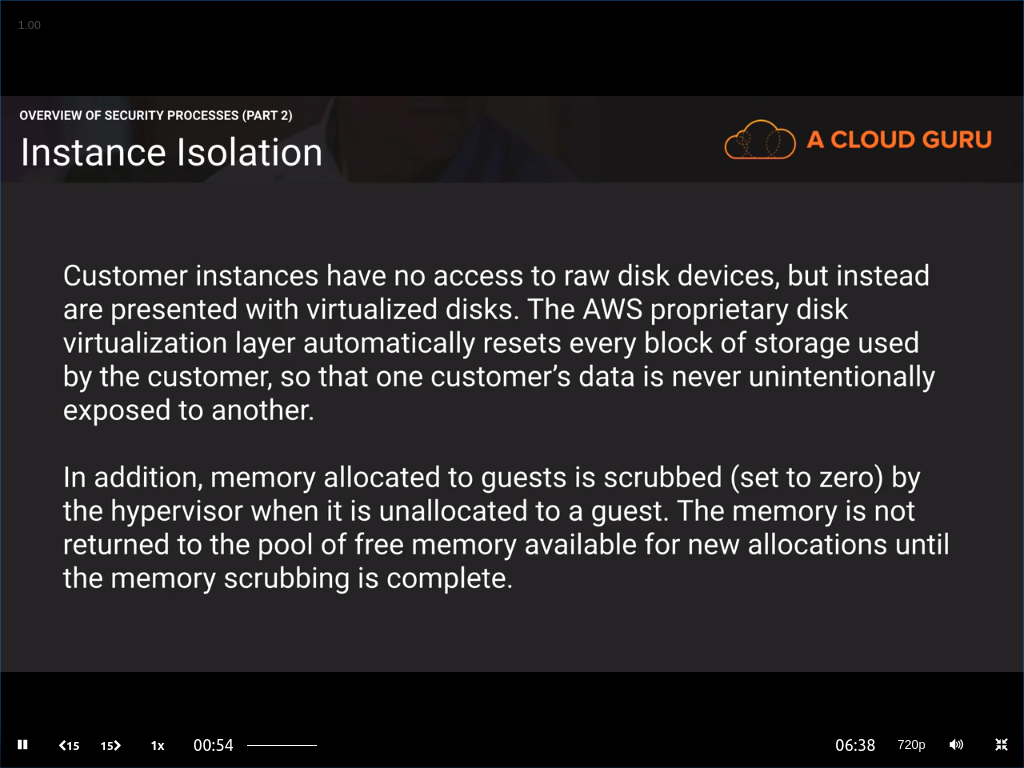 1.00
OVERVIEW OF SECURITY PROCESSES (PART 2)
Instance Isolation
A CLOUD GURU
Customer instances have no access to raw disk devices, but instead
are presented with virtualized disks. The AWS proprietary disk
virtualization layer automatically resets every block of storage used
by the customer, so that one customer’s data is never unintentionally
exposed to another.
In addition, memory allocated to guests is scrubbed (set to zero) by
the hypervisor when it is unallocated to a guest. The memory is not
returned to the pool of free memory available for new allocations until
the memory scrubbing is complete.
15 15 1x 00:54 06:38 720p